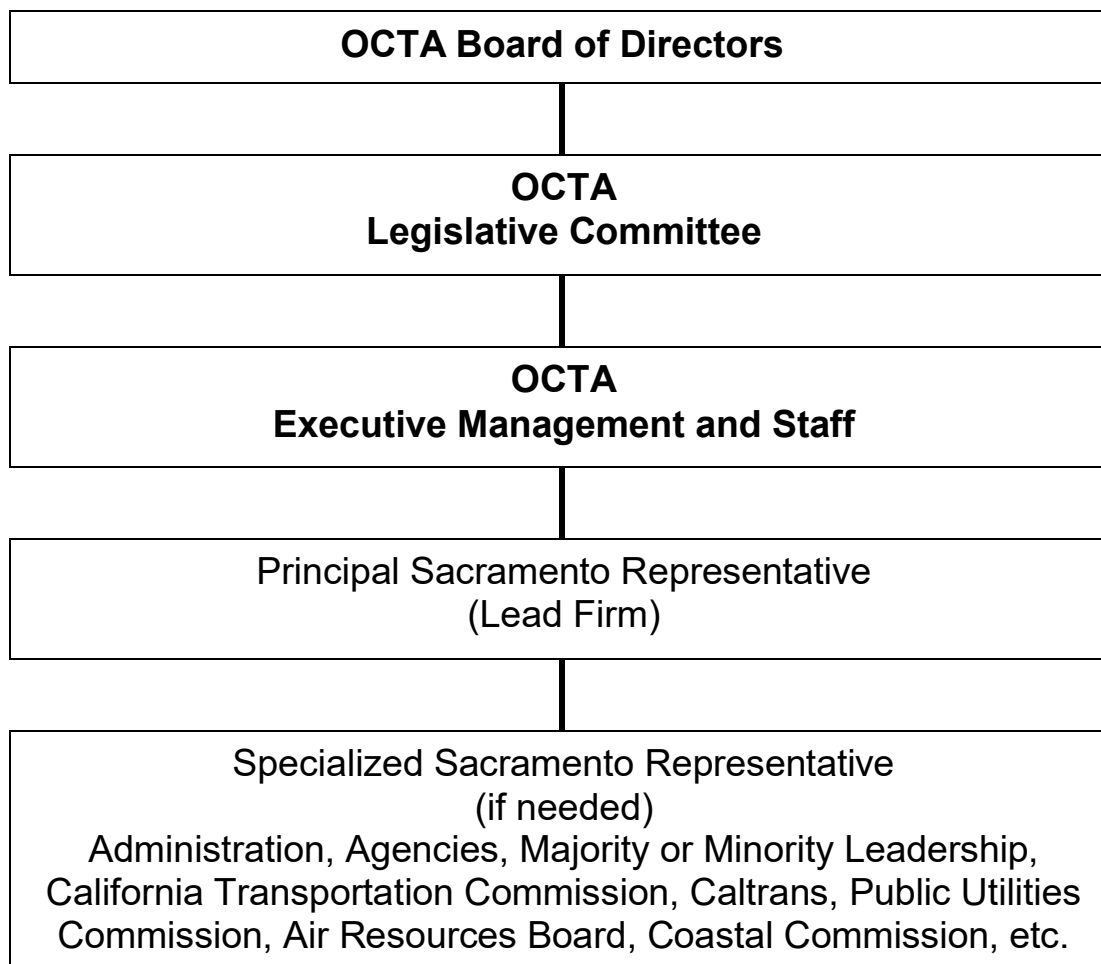 OCTA Board of Directors
OCTA
Legislative Committee
OCTA
Executive Management and Staff
Principal Sacramento Representative
(Lead Firm)
Specialized Sacramento Representative
(if needed)
Administration, Agencies, Majority or Minority Leadership,
California Transportation Commission, Caltrans, Public Utilities
Commission, Air Resources Board, Coastal Commission, etc.